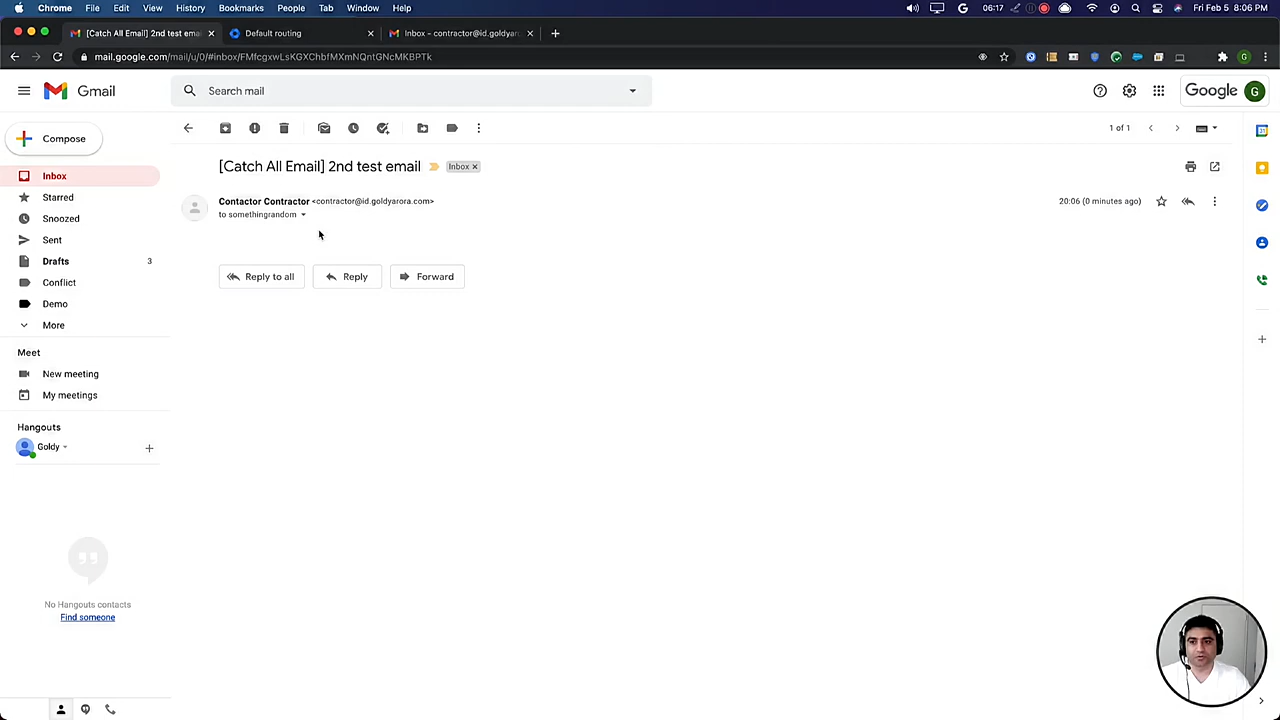 Chrome File Edit View History Bookmarks People Tab Window Help 06:17 Fri Feb 5 8:06 PM
[Catch All Email] 2nd test ema Default routing Inbox – contractor@id.goldyar
mail.google.com/mail/u/0/#inbox/FMfcgxwLsKGXChbfMXmNQntGNcMKBPTk G
Gmail Search mail Google G
Compose
1 of 1
[Catch All Email] 2nd test email Inbox
Inbox
Contactor Contractor <contractor@id.goldyarora.com> 20:06 (0 minutes ago)
to somethingrandom
Starred
Snoozed
Sent
Drafts 3
Conflict
Demo
More
Reply to all Reply Forward
Meet
New meeting
My meetings
Hangouts
Goldy
No Hangouts contacts
Find someone